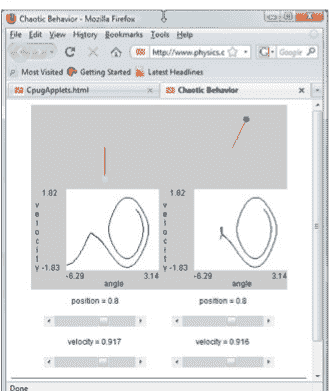 Chaotic Behavior - Mozilla Firefox
File Edit View History Bookmarks Tools Help
http://www.physics.c
Google
Most Visited Getting Started Latest Headlines
CpugApplets.html Chaotic Behavior
1.82 1.82
velocity velocity
-1.83 -1.83
-6.29 3.14 -6.29 3.14
angle angle
position = 0.8 position = 0.8
velocity = 0.917 velocity = 0.916
Done